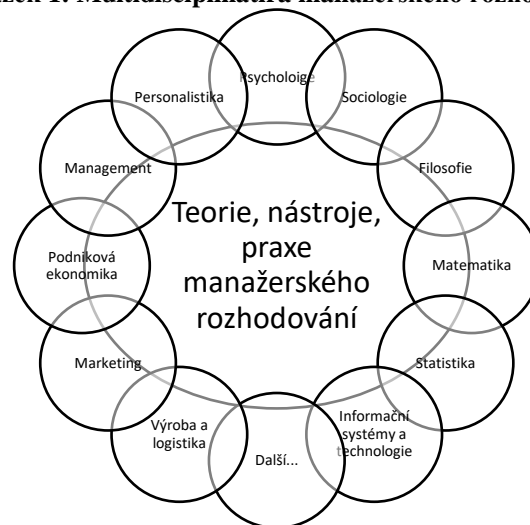 Psycholoige
Sociologie
Filosofie
Matematika
Statistika
Informační
systémy a
technologie
Další...
Výroba a
logistika
Marketing
Podniková
ekonomika
Management
Personalistika
Teorie, nástroje,
praxe
manažerského
rozhodování